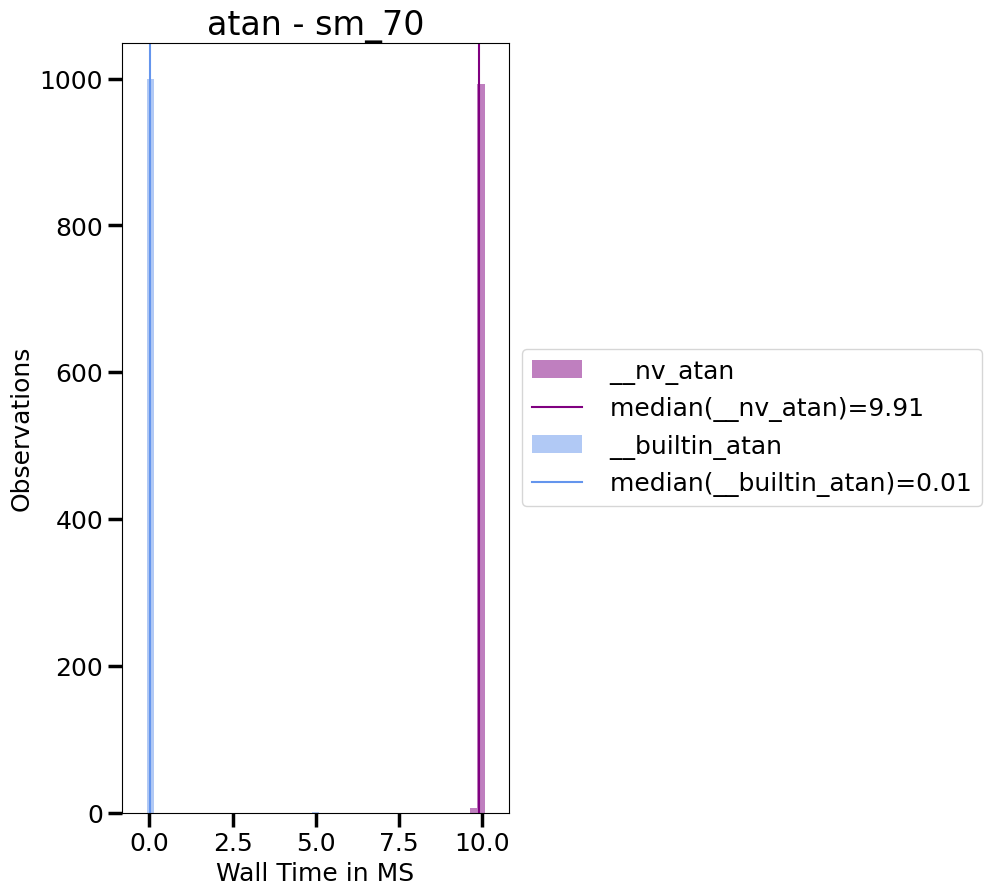 atan - sm_70
1000
800
600
400
200
0
Observations
0.0 2.5 5.0 7.5 10.0
Wall Time in MS
__nv_atan
median(__nv_atan)=9.91
__builtin_atan
median(__builtin_atan)=0.01